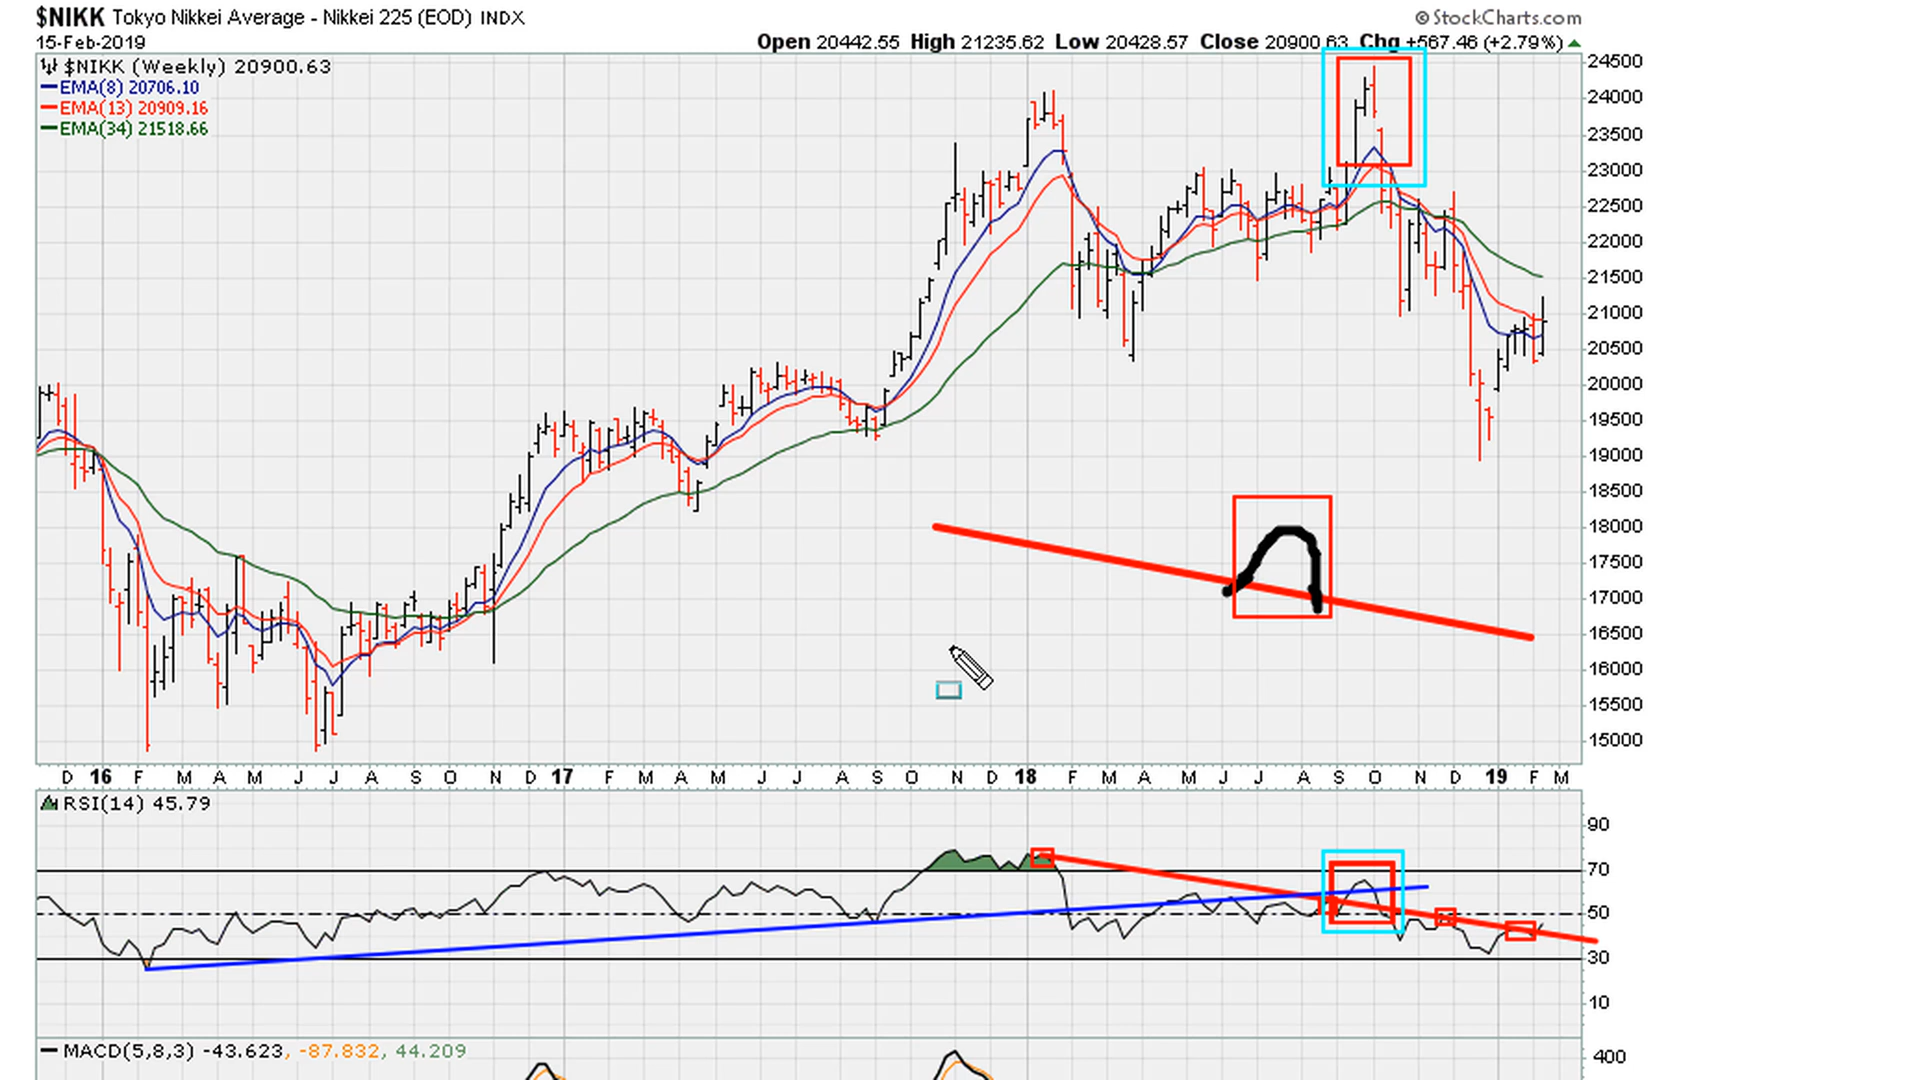 $NIKK Tokyo Nikkei Average - Nikkei 225 (EOD) INDX
© StockCharts.com
15-Feb-2019
Open 20442.55 High 21235.62 Low 20428.57 Close 20900.63 Chg +567.46 (+2.79%)
$NIKK (Weekly) 20900.63
EMA(8) 20706.10
EMA(13) 20909.16
EMA(34) 21518.66
24500
24000
23500
23000
22500
22000
21500
21000
20500
20000
19500
19000
18500
18000
17500
17000
16500
16000
15500
15000
D 16 F M A M J J A S O N D 17 F M A M J J A S O N D 18 F M A M J J A S O N D 19 F M
RSI(14) 45.79
90
70
50
30
10
MACD(5,8,3) -43.623, -87.832, 44.209
400